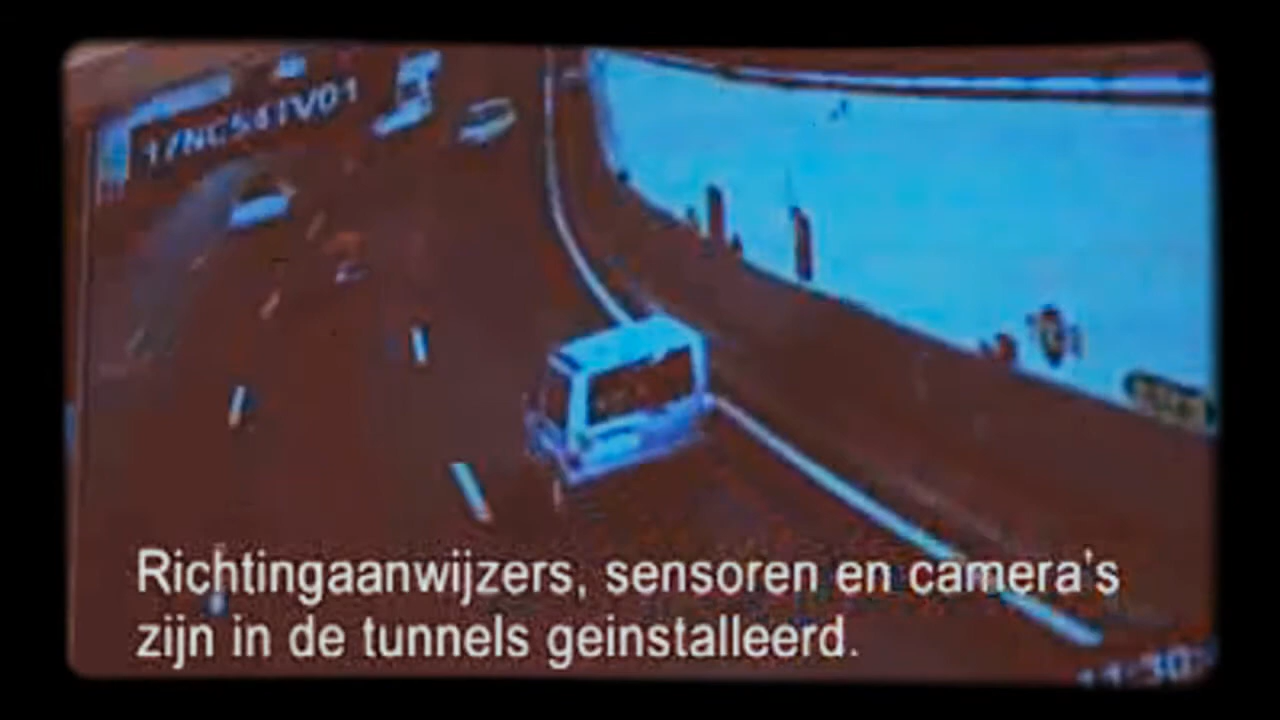 Richtingaanwijzers, sensoren en camera's
zijn in de tunnels geinstalleerd.